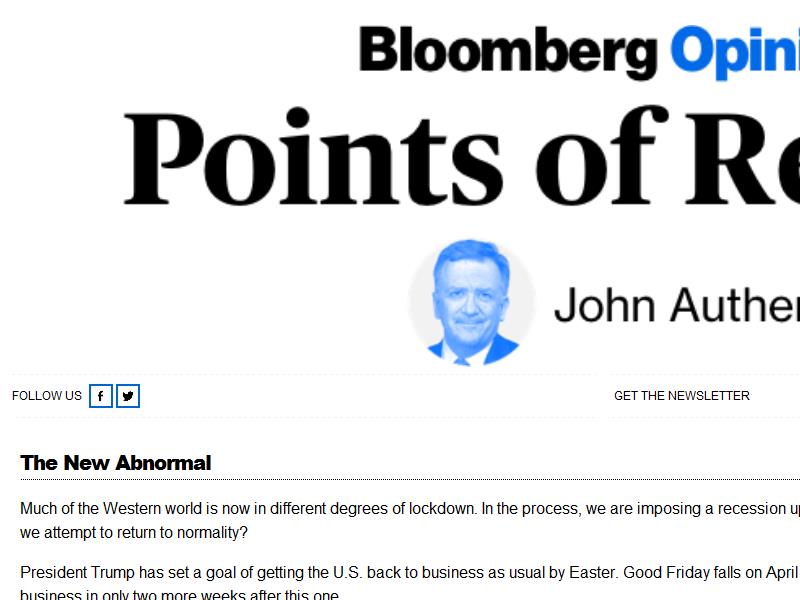 Bloomberg Opini
Points of Re
John Auther
FOLLOW US
GET THE NEWSLETTER
The New Abnormal
Much of the Western world is now in different degrees of lockdown. In the process, we are imposing a recession u
we attempt to return to normality?
President Trump has set a goal of getting the U.S. back to business as usual by Easter. Good Friday falls on April
business in only two more weeks after this one.